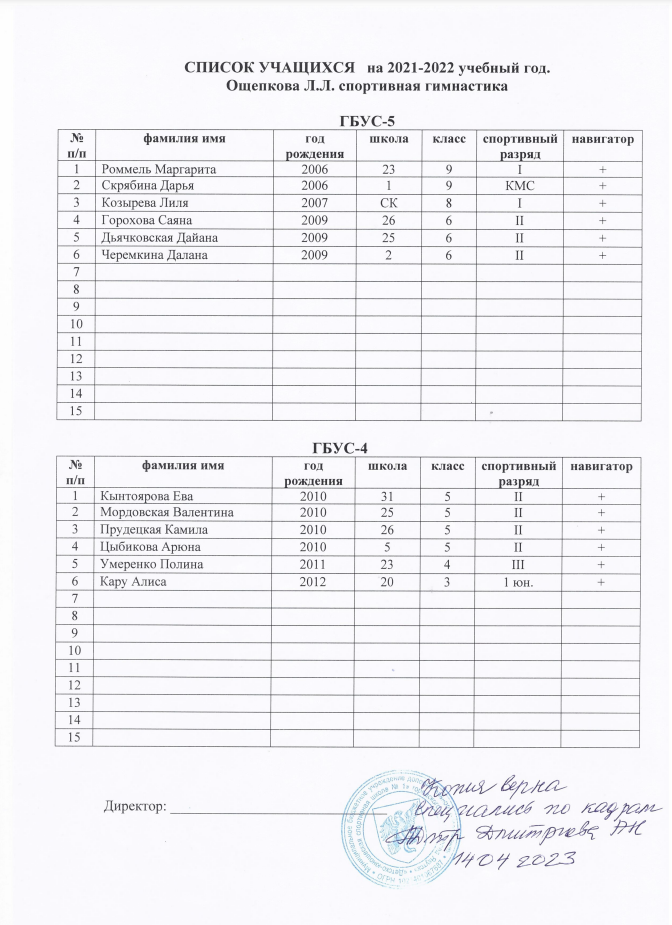 СПИСОК УЧАЩИХСЯ на 2021-2022 учебный год.
Ощепкова Л.Л. спортивная гимнастика
ГБУС-5
№ п/п фамилия имя год рождения школа класс спортивный разряд навигатор
1 Роммель Маргарита 2006 23 9 I +
2 Скрябина Дарья 2006 1 9 КМС +
3 Козырева Лиля 2007 СК 8 I +
4 Горохова Саяна 2009 26 6 II +
5 Дьячковская Дайана 2009 25 6 II +
6 Черемкина Далана 2009 2 6 II +
7
8
9
10
11
12
13
14
15
ГБУС-4
№ п/п фамилия имя год рождения школа класс спортивный разряд навигатор
1 Кынтоярова Ева 2010 31 5 II +
2 Мордовская Валентина 2010 25 5 II +
3 Прудецкая Камила 2010 26 5 II +
4 Цыбикова Арюна 2010 5 5 II +
5 Умеренко Полина 2011 23 4 III +
6 Кару Алиса 2012 20 3 1 юн. +
7
8
9
10
11
12
13
14
15
Копия верна
Директор:
специалист по кадрам
Дмитриева АН
14 04 2023